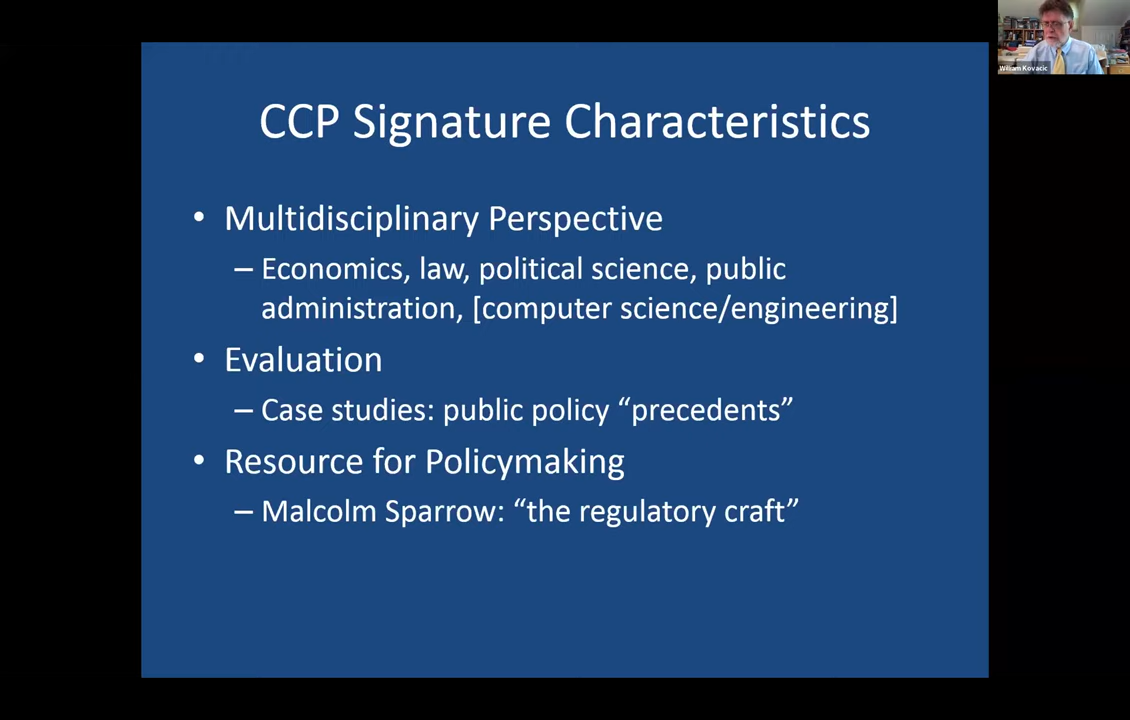 William Kovacic
CCP Signature Characteristics
• Multidisciplinary Perspective
– Economics, law, political science, public
administration, [computer science/engineering]
• Evaluation
– Case studies: public policy “precedents”
• Resource for Policymaking
– Malcolm Sparrow: “the regulatory craft”